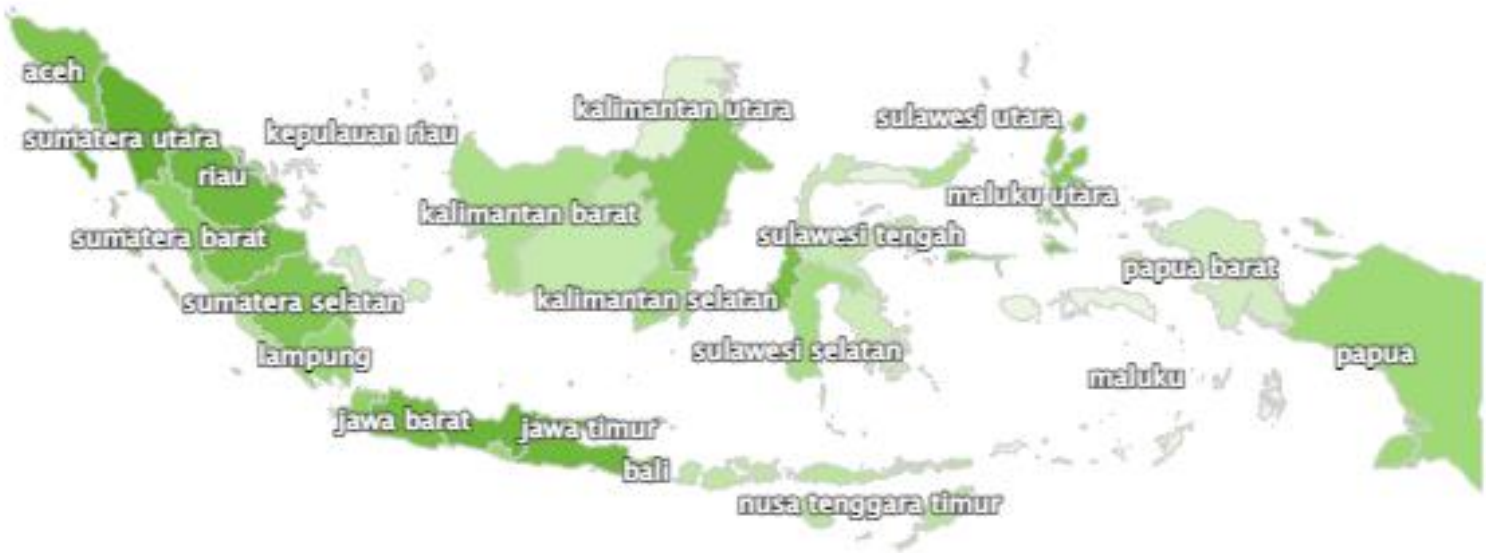 aceh
kalimantan utara
sulawesi utara
sumatera utara
kepulauan riau
riau
maluku utara
kalimantan barat
sumatera barat
sulawesi tengah
papua barat
sumatera selatan
kalimantan selatan
lampung
sulawesi selatan
papua
maluku
jawa barat
jawa timur
bali
nusa tenggara timur